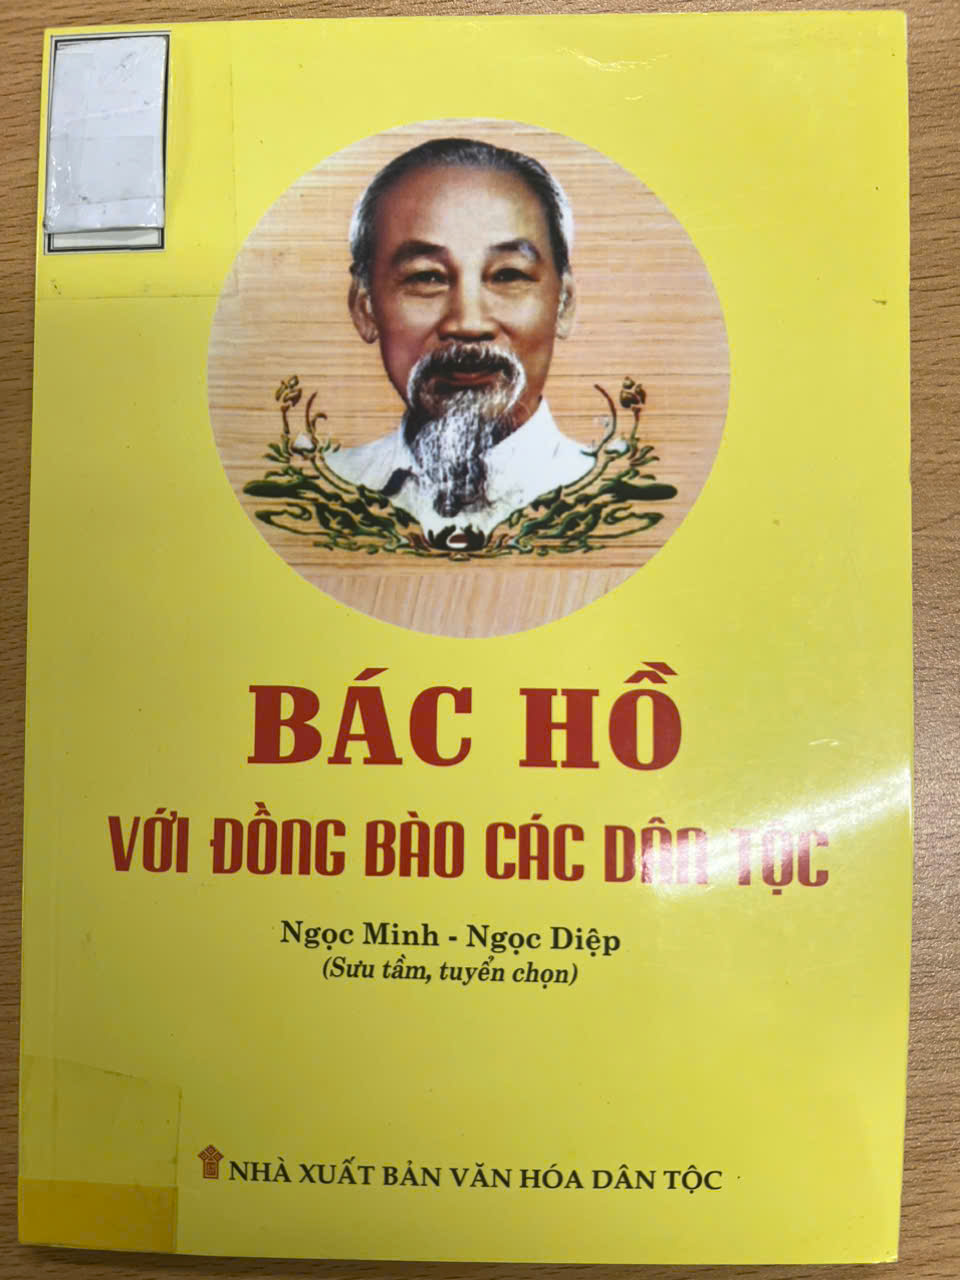 BÁC HỒ
VỚI ĐỒNG BÀO CÁC DÂN TỘC
Ngọc Minh - Ngọc Diệp
(Sưu tầm, tuyển chọn)
NHÀ XUẤT BẢN VĂN HÓA DÂN TỘC